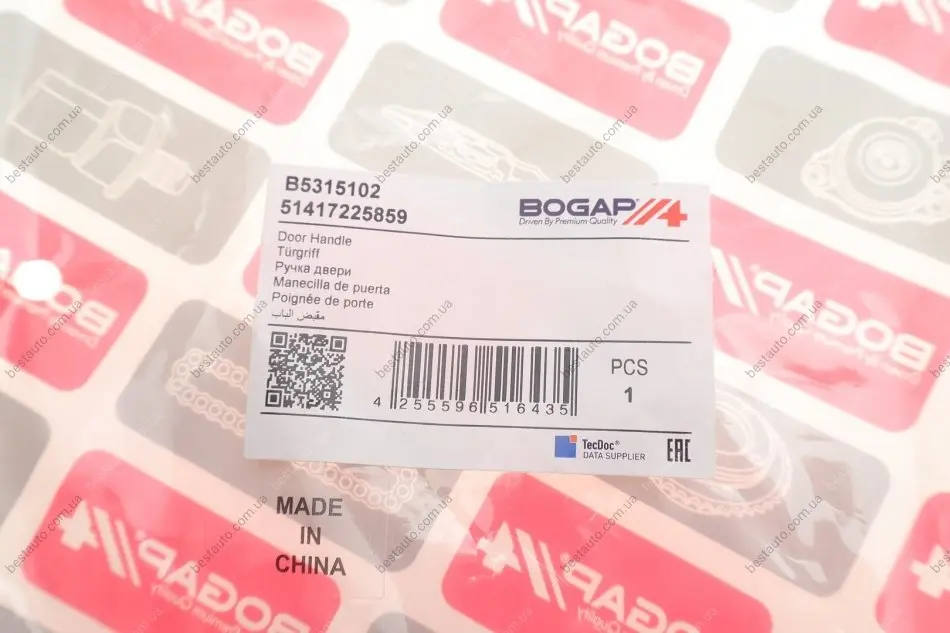 B5315102
51417225859
BOGAP
Driven By Premium Quality
Door Handle
Türgriff
Ручка двери
Manecilla de puerta
Poignée de porte
مقبض الباب
4 255596 516435
PCS
1
TecDoc®
DATA SUPPLIER
EAC
MADE
IN
CHINA
bestauto.com.ua